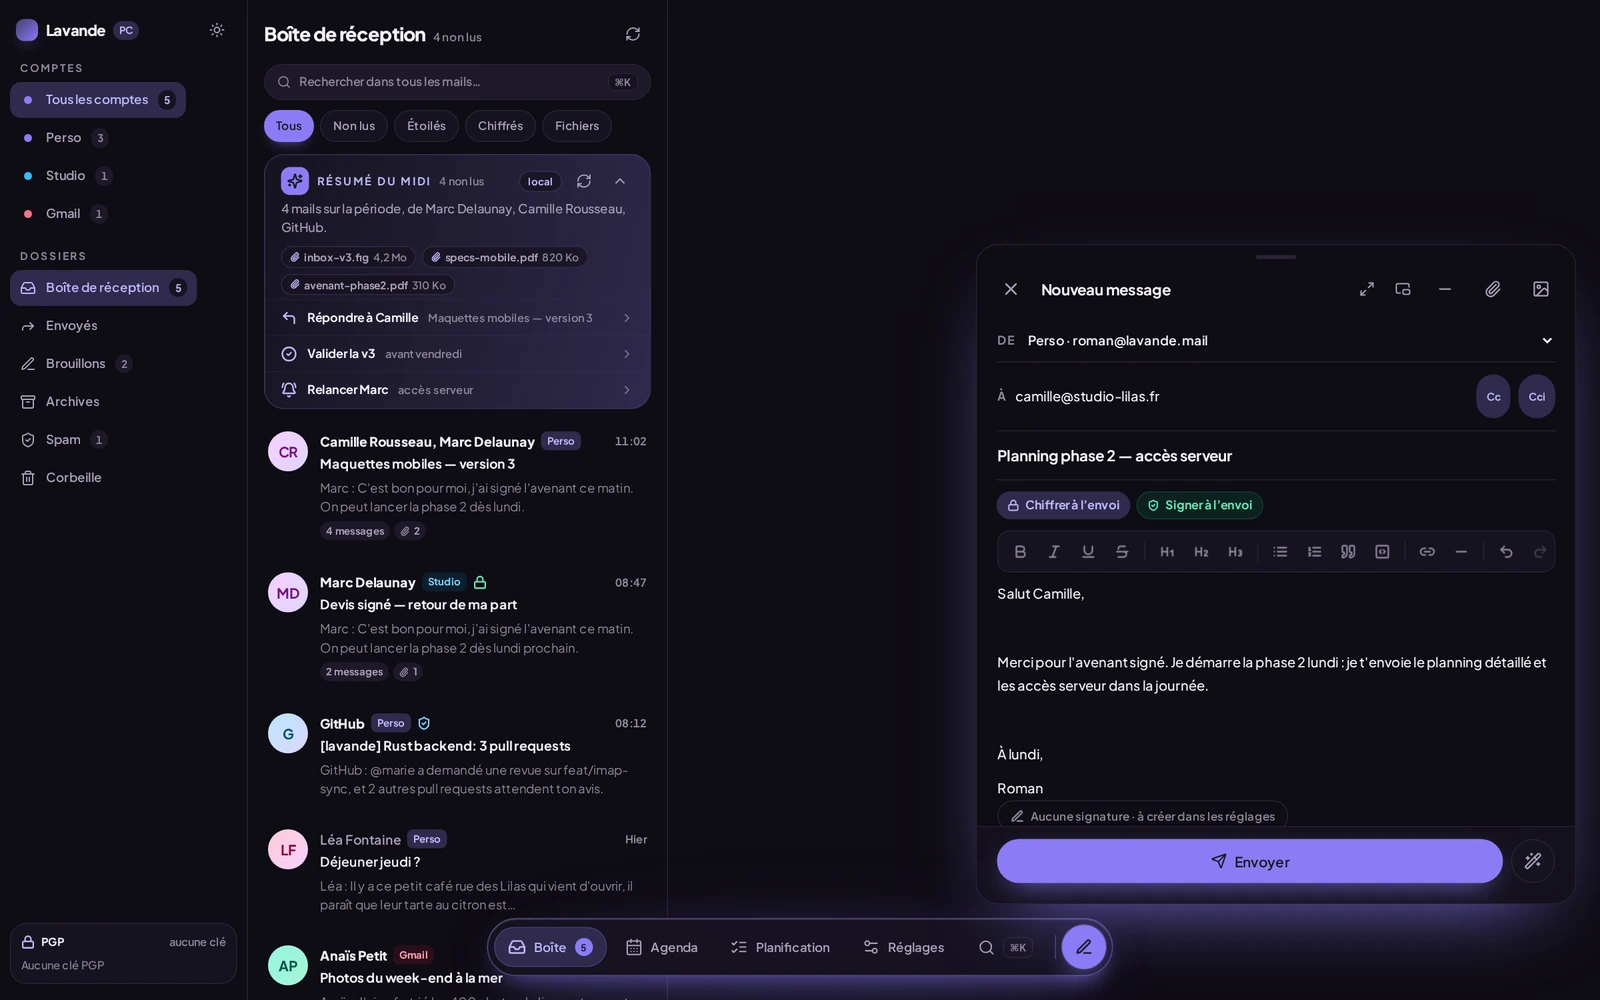 Lavande PC
COMPTES
Tous les comptes 5
Perso 3
Studio 1
Gmail 1
DOSSIERS
Boîte de réception 5
Envoyés
Brouillons 2
Archives
Spam 1
Corbeille
PGP aucune clé
Aucune clé PGP
Boîte de réception 4 non lus
Rechercher dans tous les mails… ⌘K
Tous Non lus Étoilés Chiffrés Fichiers
RÉSUMÉ DU MIDI 4 non lus local
4 mails sur la période, de Marc Delaunay, Camille Rousseau,
GitHub.
inbox-v3.fig 4,2 Mo specs-mobile.pdf 820 Ko
avenant-phase2.pdf 310 Ko
Répondre à Camille Maquettes mobiles — version 3
Valider la v3 avant vendredi
Relancer Marc accès serveur
CR Camille Rousseau, Marc Delaunay Perso 11:02
Maquettes mobiles — version 3
Marc : C'est bon pour moi, j'ai signé l'avenant ce matin.
On peut lancer la phase 2 dès lundi.
4 messages 2
MD Marc Delaunay Studio 08:47
Devis signé — retour de ma part
Marc : C'est bon pour moi, j'ai signé l'avenant ce matin.
On peut lancer la phase 2 dès lundi prochain.
2 messages 1
G GitHub Perso 08:12
[lavande] Rust backend: 3 pull requests
GitHub : @marie a demandé une revue sur feat/imap-
sync, et 2 autres pull requests attendent ton avis.
LF Léa Fontaine Perso Hier
Déjeuner jeudi ?
Léa : Il y a ce petit café rue des Lilas qui vient d'ouvrir, il
paraît que leur tarte au citron est…
AP Anaïs Petit Gmail
Photos du week-end à la mer
Nouveau message
DE Perso · roman@lavande.mail
À camille@studio-lilas.fr Cc Cci
Planning phase 2 — accès serveur
Chiffrer à l'envoi Signer à l'envoi
B I U S H1 H2 H3
Salut Camille,
Merci pour l'avenant signé. Je démarre la phase 2 lundi : je t'envoie le planning détaillé et
les accès serveur dans la journée.
À lundi,
Roman
Aucune signature · à créer dans les réglages
Envoyer
Boîte 5 Agenda Planification Réglages ⌘K